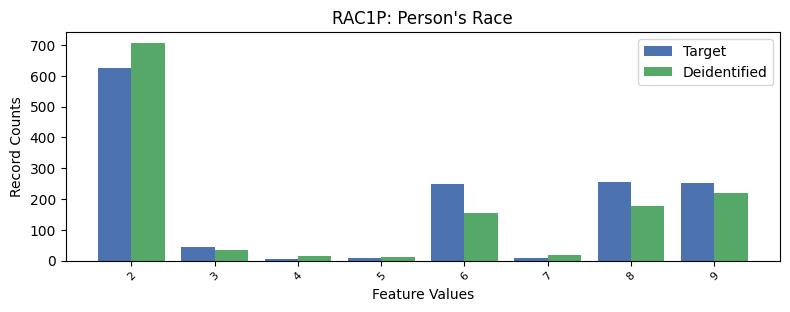 RAC1P: Person's Race
Target
Deidentified
Record Counts
700
600
500
400
300
200
100
0
2 3 4 5 6 7 8 9
Feature Values